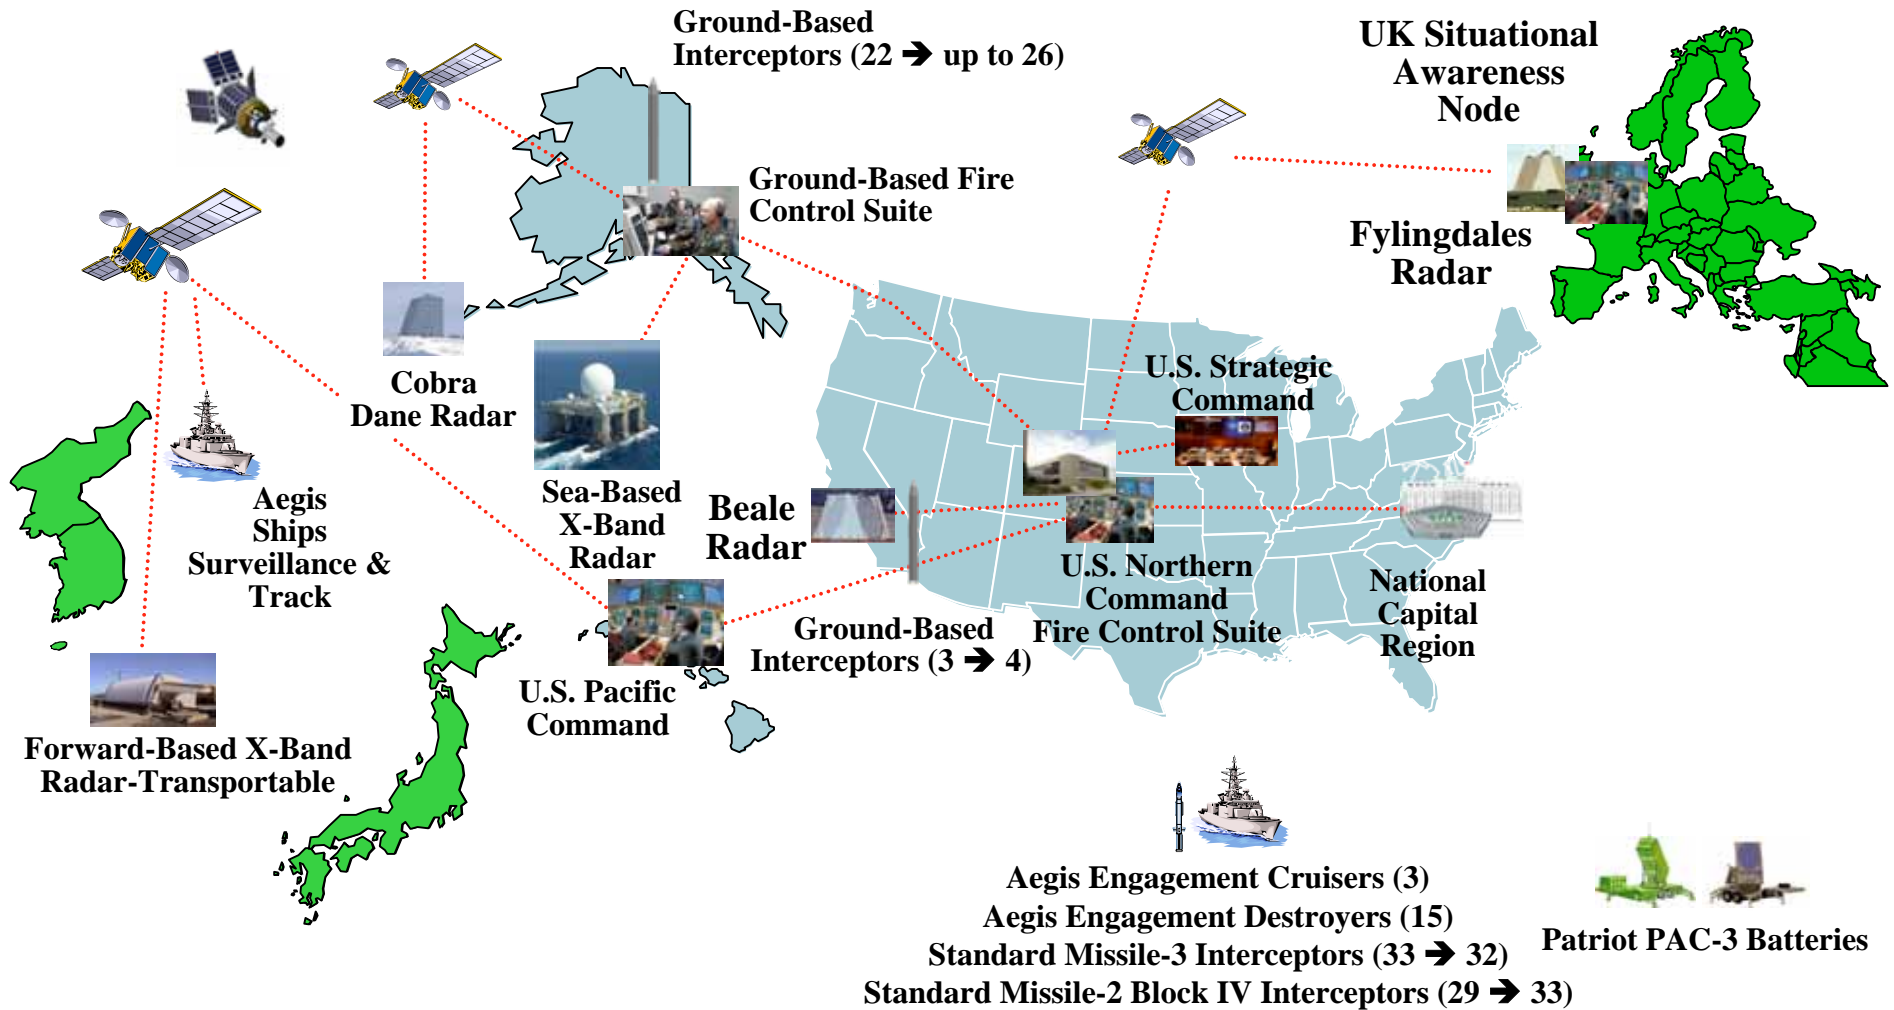 Ground-Based
Interceptors (22 ➔ up to 26)
UK Situational
Awareness
Node
Ground-Based Fire
Control Suite
Fylingdales
Radar
Cobra
Dane Radar
U.S. Strategic
Command
Aegis
Ships
Surveillance &
Track
Sea-Based
X-Band
Radar
Beale
Radar
U.S. Northern
Command
Fire Control Suite
National
Capital
Region
Ground-Based
Interceptors (3 ➔ 4)
U.S. Pacific
Command
Forward-Based X-Band
Radar-Transportable
Aegis Engagement Cruisers (3)
Aegis Engagement Destroyers (15)
Standard Missile-3 Interceptors (33 ➔ 32)
Standard Missile-2 Block IV Interceptors (29 ➔ 33)
Patriot PAC-3 Batteries